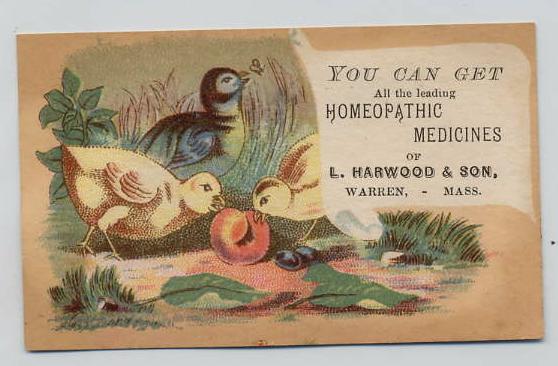 YOU CAN GET
All the leading
HOMEOPATHIC
MEDICINES
OF
L. HARWOOD & SON,
WARREN, - MASS.